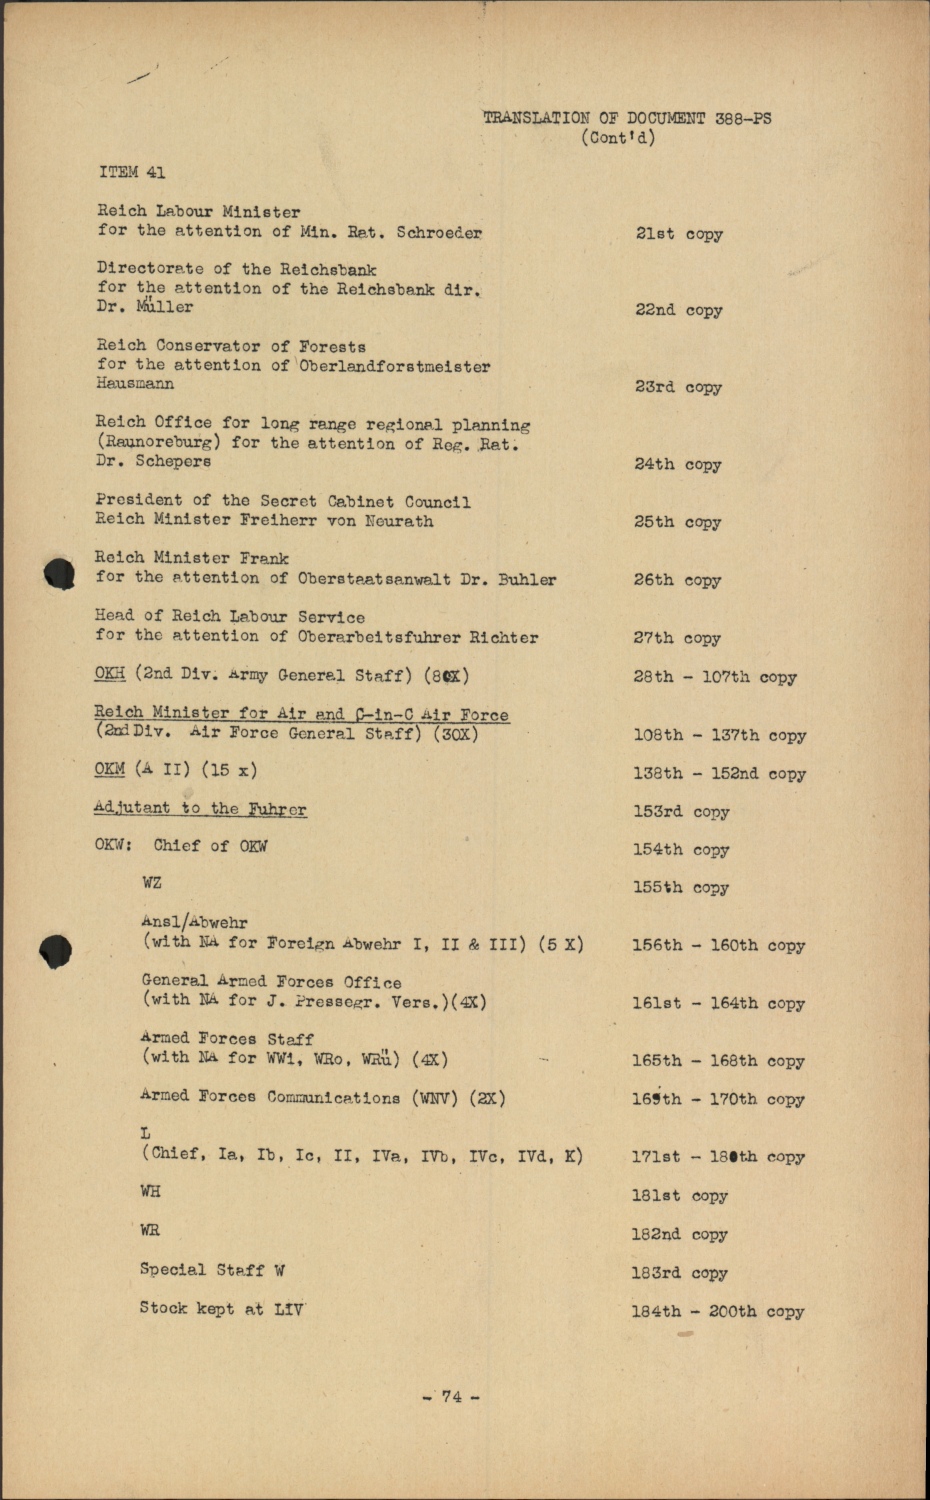 TRANSLATION OF DOCUMENT 388-PS
(Cont'd)
ITEM 41
Reich Labour Minister
for the attention of Min. Rat. Schroeder 21st copy
Directorate of the Reichsbank
for the attention of the Reichsbank dir.
Dr. Müller 22nd copy
Reich Conservator of Forests
for the attention of Oberlandforstmeister
Hausmann 23rd copy
Reich Office for long range regional planning
(Raunoreburg) for the attention of Reg. Rat.
Dr. Schepers 24th copy
President of the Secret Cabinet Council
Reich Minister Freiherr von Neurath 25th copy
Reich Minister Frank
for the attention of Oberstaatsanwalt Dr. Buhler 26th copy
Head of Reich Labour Service
for the attention of Oberarbeitsfuhrer Richter 27th copy
OKH (2nd Div. Army General Staff) (80X) 28th - 107th copy
Reich Minister for Air and C-in-C Air Force
(2nd Div. Air Force General Staff) (30X) 108th - 137th copy
OKM (A II) (15 x) 138th - 152nd copy
Adjutant to the Fuhrer 153rd copy
OKW: Chief of OKW 154th copy
WZ 155th copy
Ansl/Abwehr
(with NA for Foreign Abwehr I, II & III) (5 X) 156th - 160th copy
General Armed Forces Office
(with NA for J. Pressegr. Vers.)(4X) 161st - 164th copy
Armed Forces Staff
(with NA for WWi, WRo, WRü) (4X) 165th - 168th copy
Armed Forces Communications (WNV) (2X) 169th - 170th copy
L
(Chief, Ia, Ib, Ic, II, IVa, IVb, IVc, IVd, K) 171st - 180th copy
WH 181st copy
WR 182nd copy
Special Staff W 183rd copy
Stock kept at LIV 184th - 200th copy
- 74 -